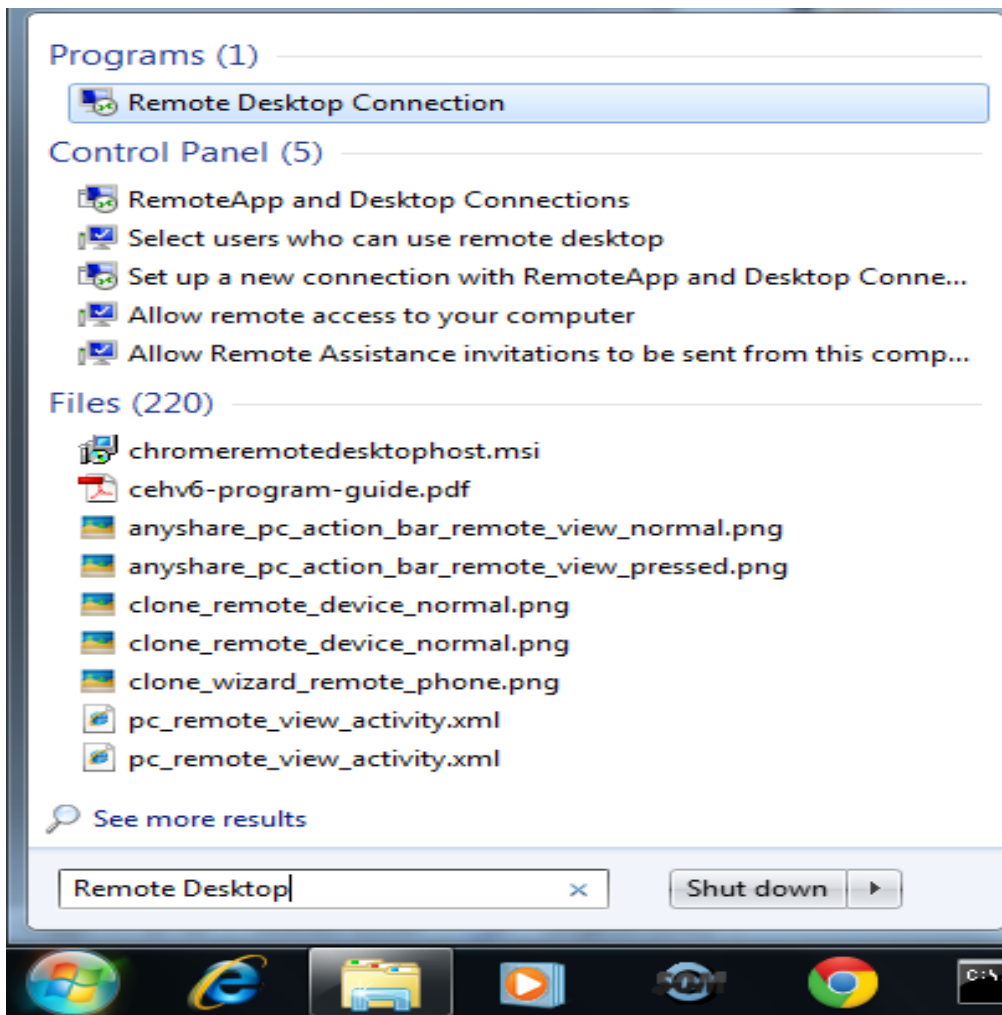 Programs (1)
Remote Desktop Connection
Control Panel (5)
RemoteApp and Desktop Connections
Select users who can use remote desktop
Set up a new connection with RemoteApp and Desktop Conne...
Allow remote access to your computer
Allow Remote Assistance invitations to be sent from this comp...
Files (220)
chromeremotedesktophost.msi
cehv6-program-guide.pdf
anyshare_pc_action_bar_remote_view_normal.png
anyshare_pc_action_bar_remote_view_pressed.png
clone_remote_device_normal.png
clone_remote_device_normal.png
clone_wizard_remote_phone.png
pc_remote_view_activity.xml
pc_remote_view_activity.xml
See more results
Remote Desktop
Shut down
C:\